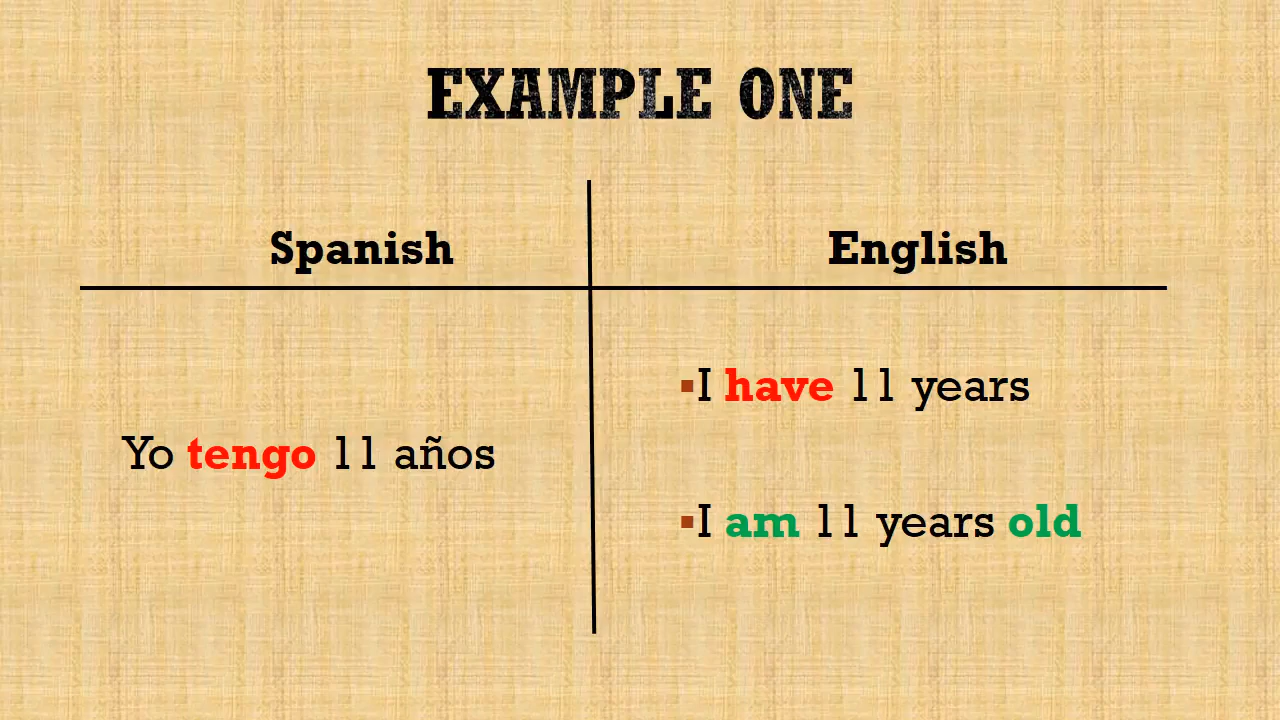 EXAMPLE ONE
Spanish
English
Yo tengo 11 años
▪I have 11 years
▪I am 11 years old